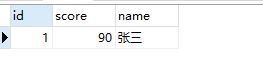 id score name
1 90 张三